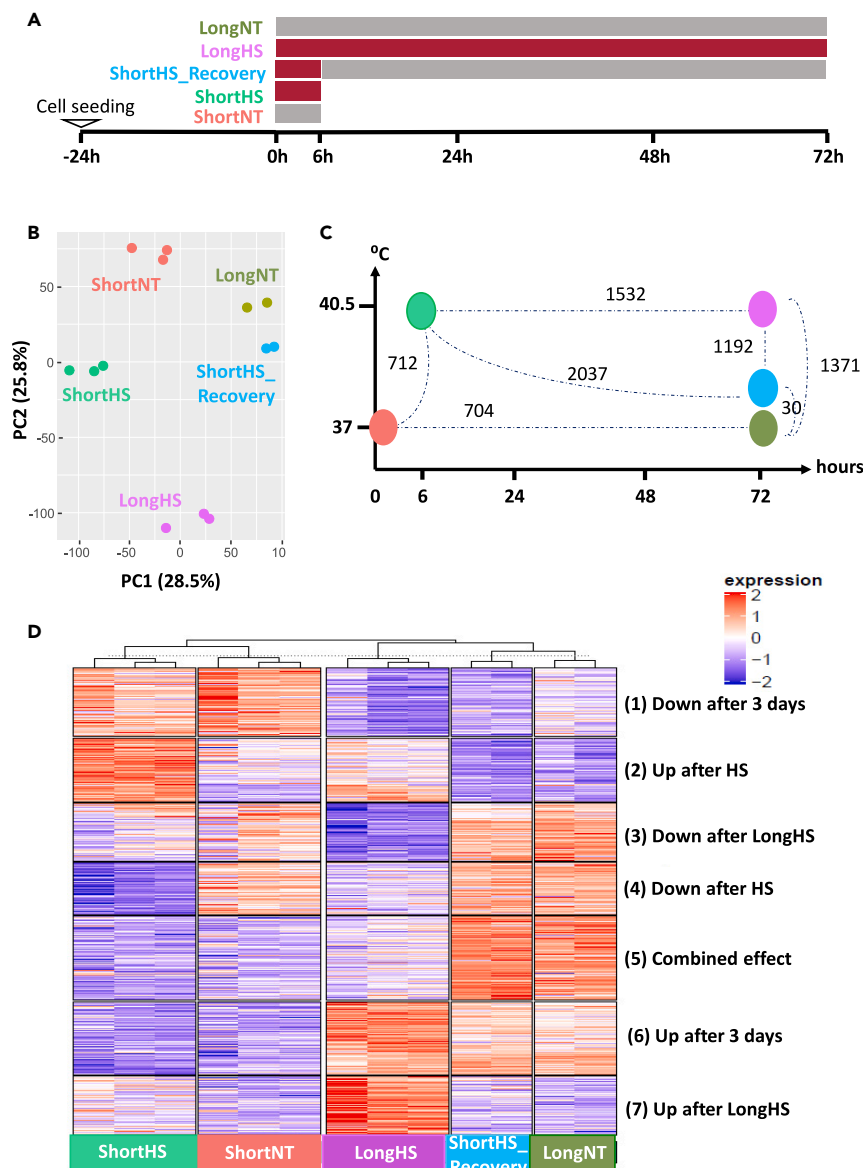 A
LongNT
LongHS
ShortHS_Recovery
ShortHS
ShortNT
Cell seeding
-24h 0h 6h 24h 48h 72h
B
ShortNT
LongNT
ShortHS_
Recovery
ShortHS
LongHS
50
0
-50
-100
PC2 (25.8%)
-100 -50 0 50 10
PC1 (28.5%)
C
ºC
40.5
37
1532
712
2037
1192
1371
704
30
hours
0 6 24 48 72
expression
2
1
0
-1
-2
D
(1) Down after 3 days
(2) Up after HS
(3) Down after LongHS
(4) Down after HS
(5) Combined effect
(6) Up after 3 days
(7) Up after LongHS
ShortHS ShortNT LongHS ShortHS_ LongNT
Recovery